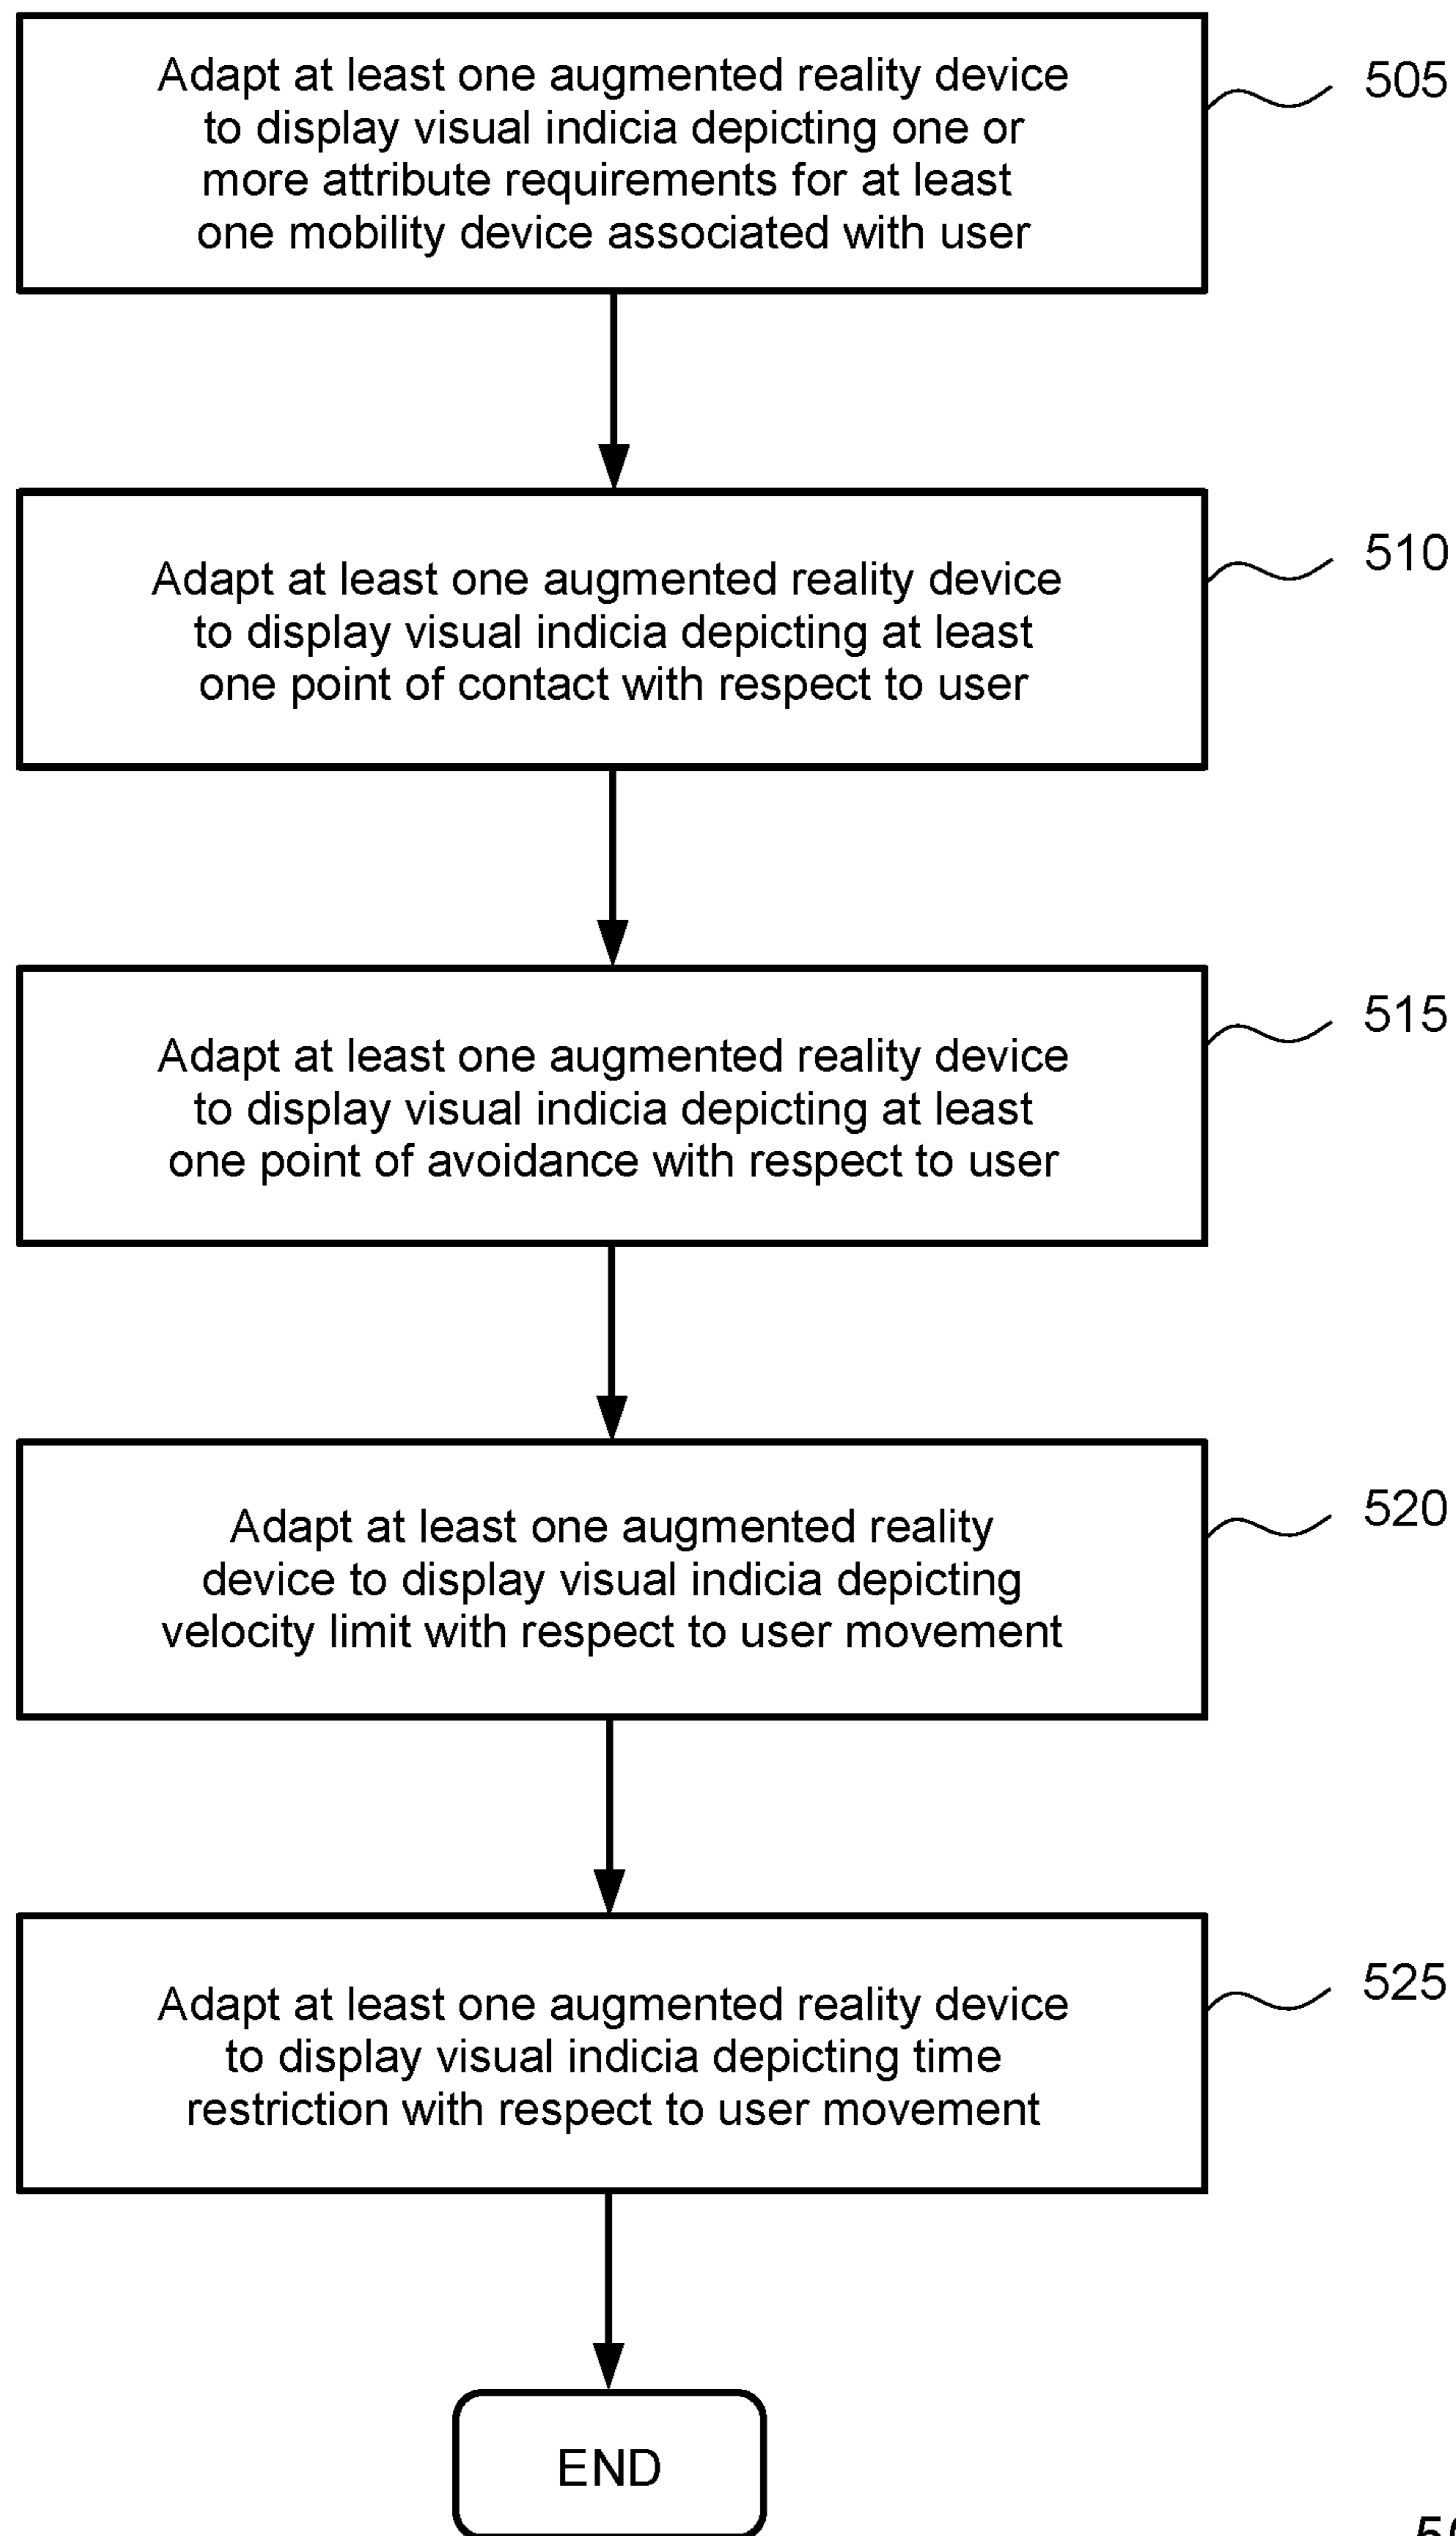 Adapt at least one augmented reality device
to display visual indicia depicting one or
more attribute requirements for at least
one mobility device associated with user
505
Adapt at least one augmented reality device
to display visual indicia depicting at least
one point of contact with respect to user
510
Adapt at least one augmented reality device
to display visual indicia depicting at least
one point of avoidance with respect to user
515
Adapt at least one augmented reality
device to display visual indicia depicting
velocity limit with respect to user movement
520
Adapt at least one augmented reality device
to display visual indicia depicting time
restriction with respect to user movement
525
END